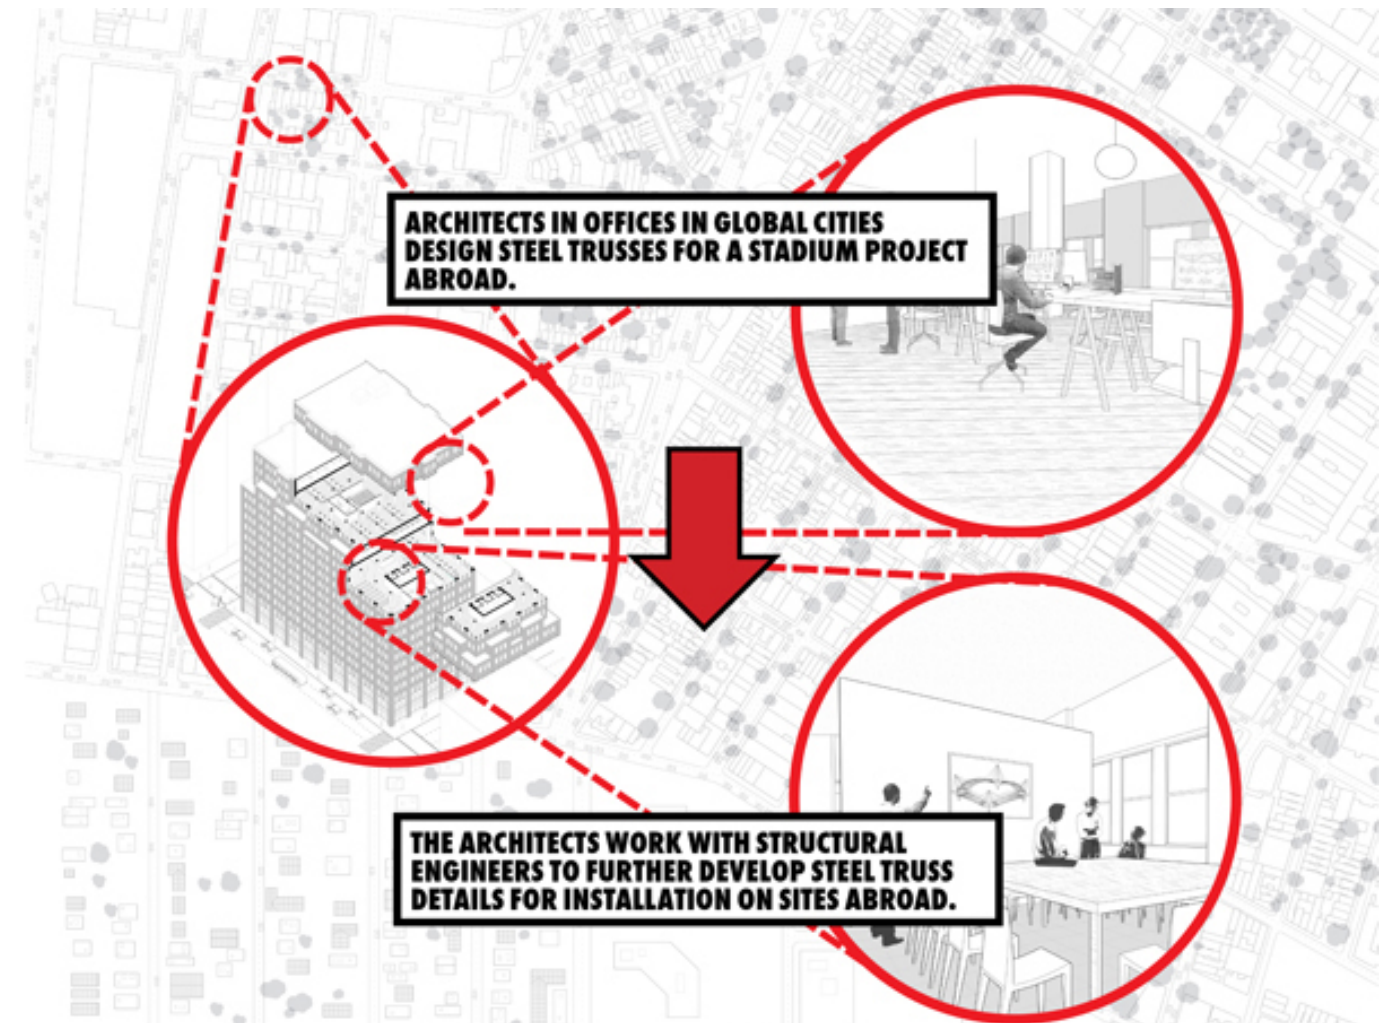 ARCHITECTS IN OFFICES IN GLOBAL CITIES
DESIGN STEEL TRUSSES FOR A STADIUM PROJECT
ABROAD.
THE ARCHITECTS WORK WITH STRUCTURAL
ENGINEERS TO FURTHER DEVELOP STEEL TRUSS
DETAILS FOR INSTALLATION ON SITES ABROAD.